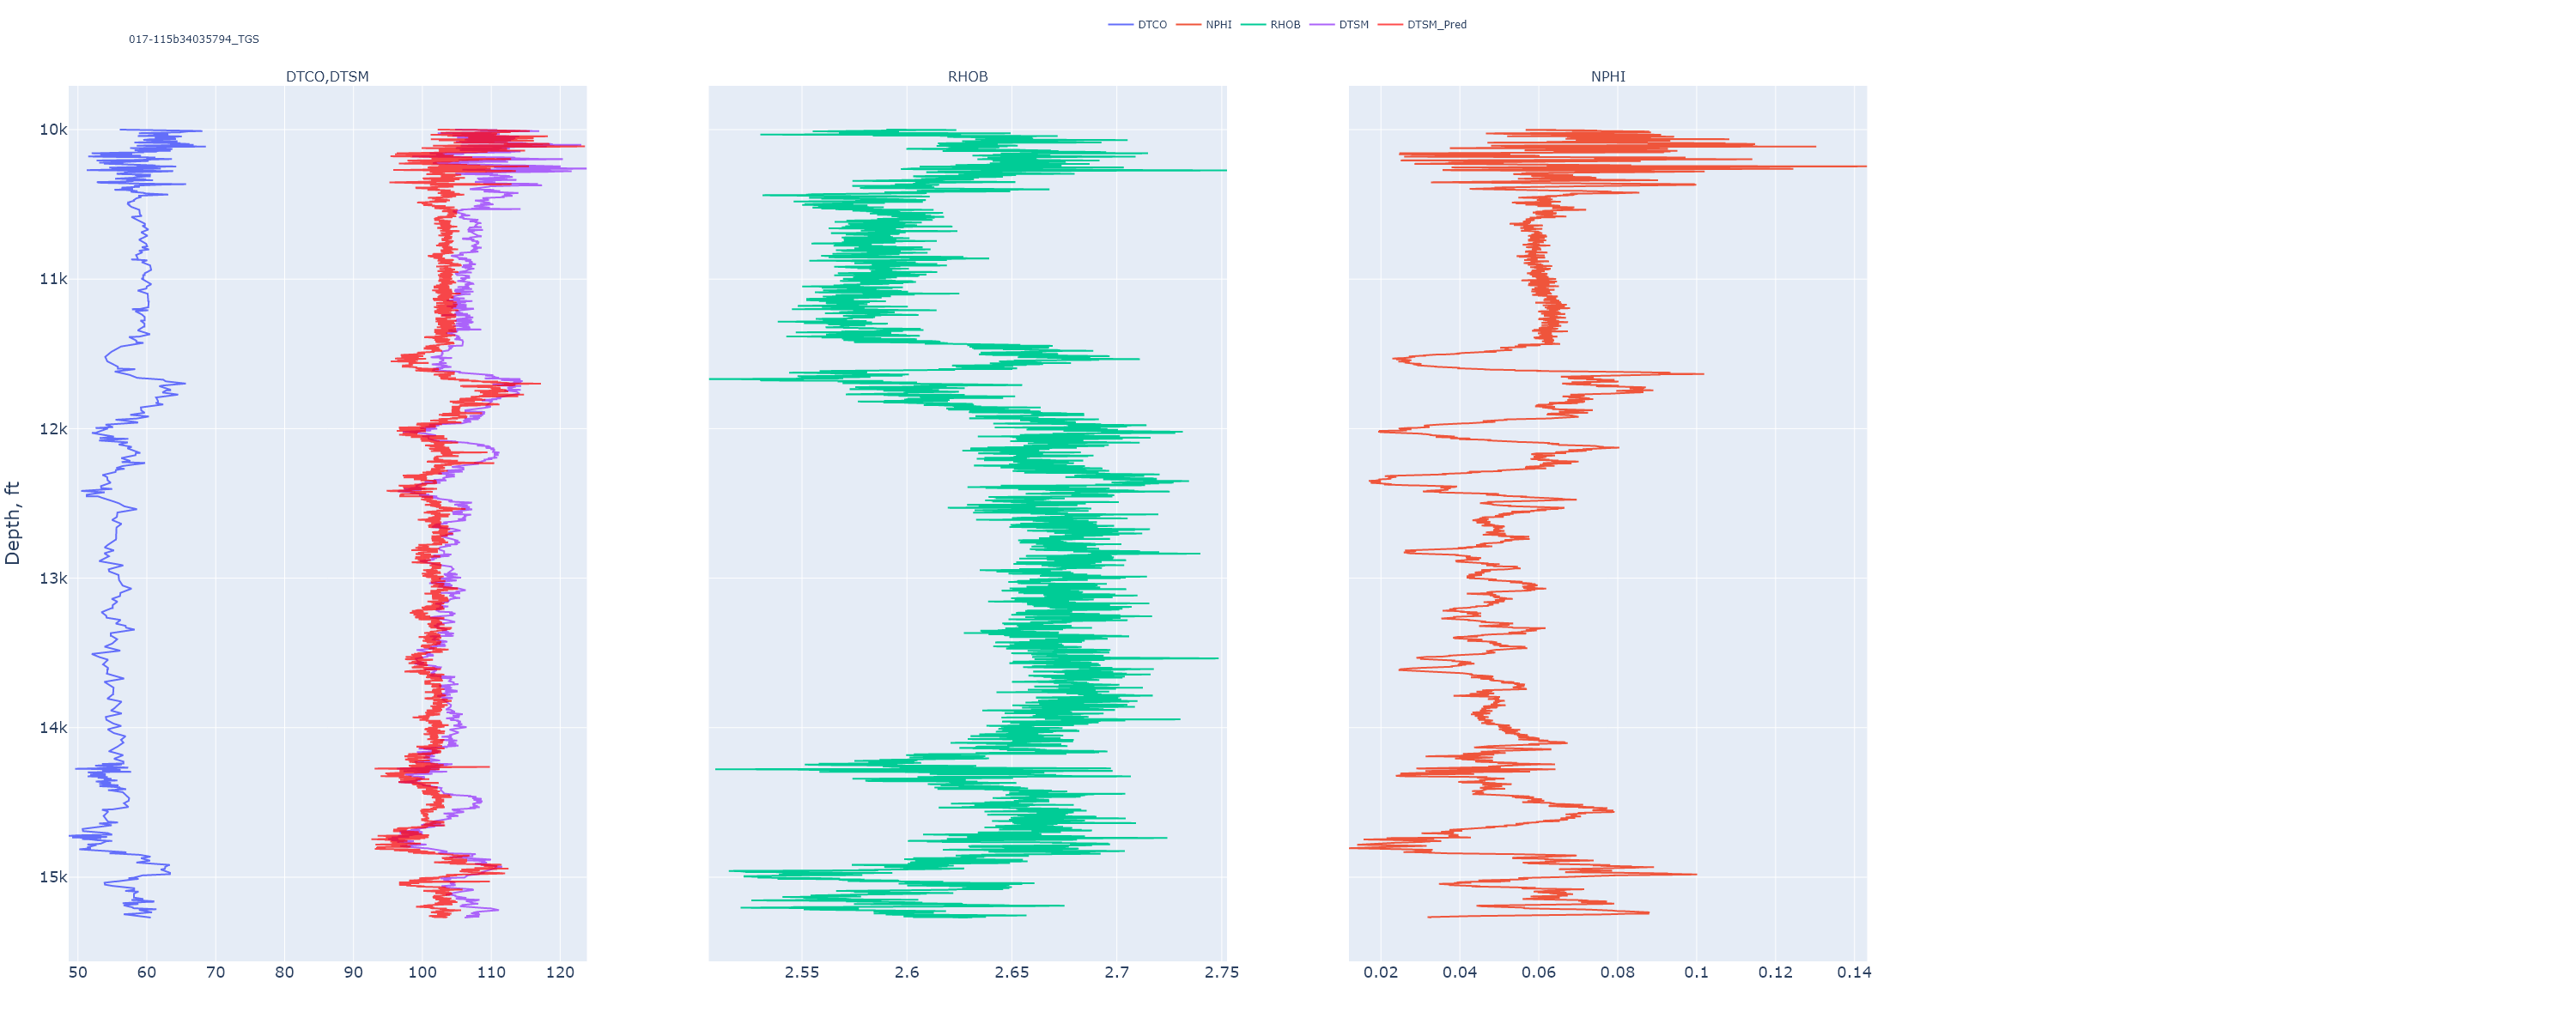 DTCO NPHI RHOB DTSM DTSM_Pred
017-115b34035794_TGS
DTCO,DTSM RHOB NPHI
10k
11k
12k
13k
14k
15k
Depth, ft
50 60 70 80 90 100 110 120 2.55 2.6 2.65 2.7 2.75 0.02 0.04 0.06 0.08 0.1 0.12 0.14